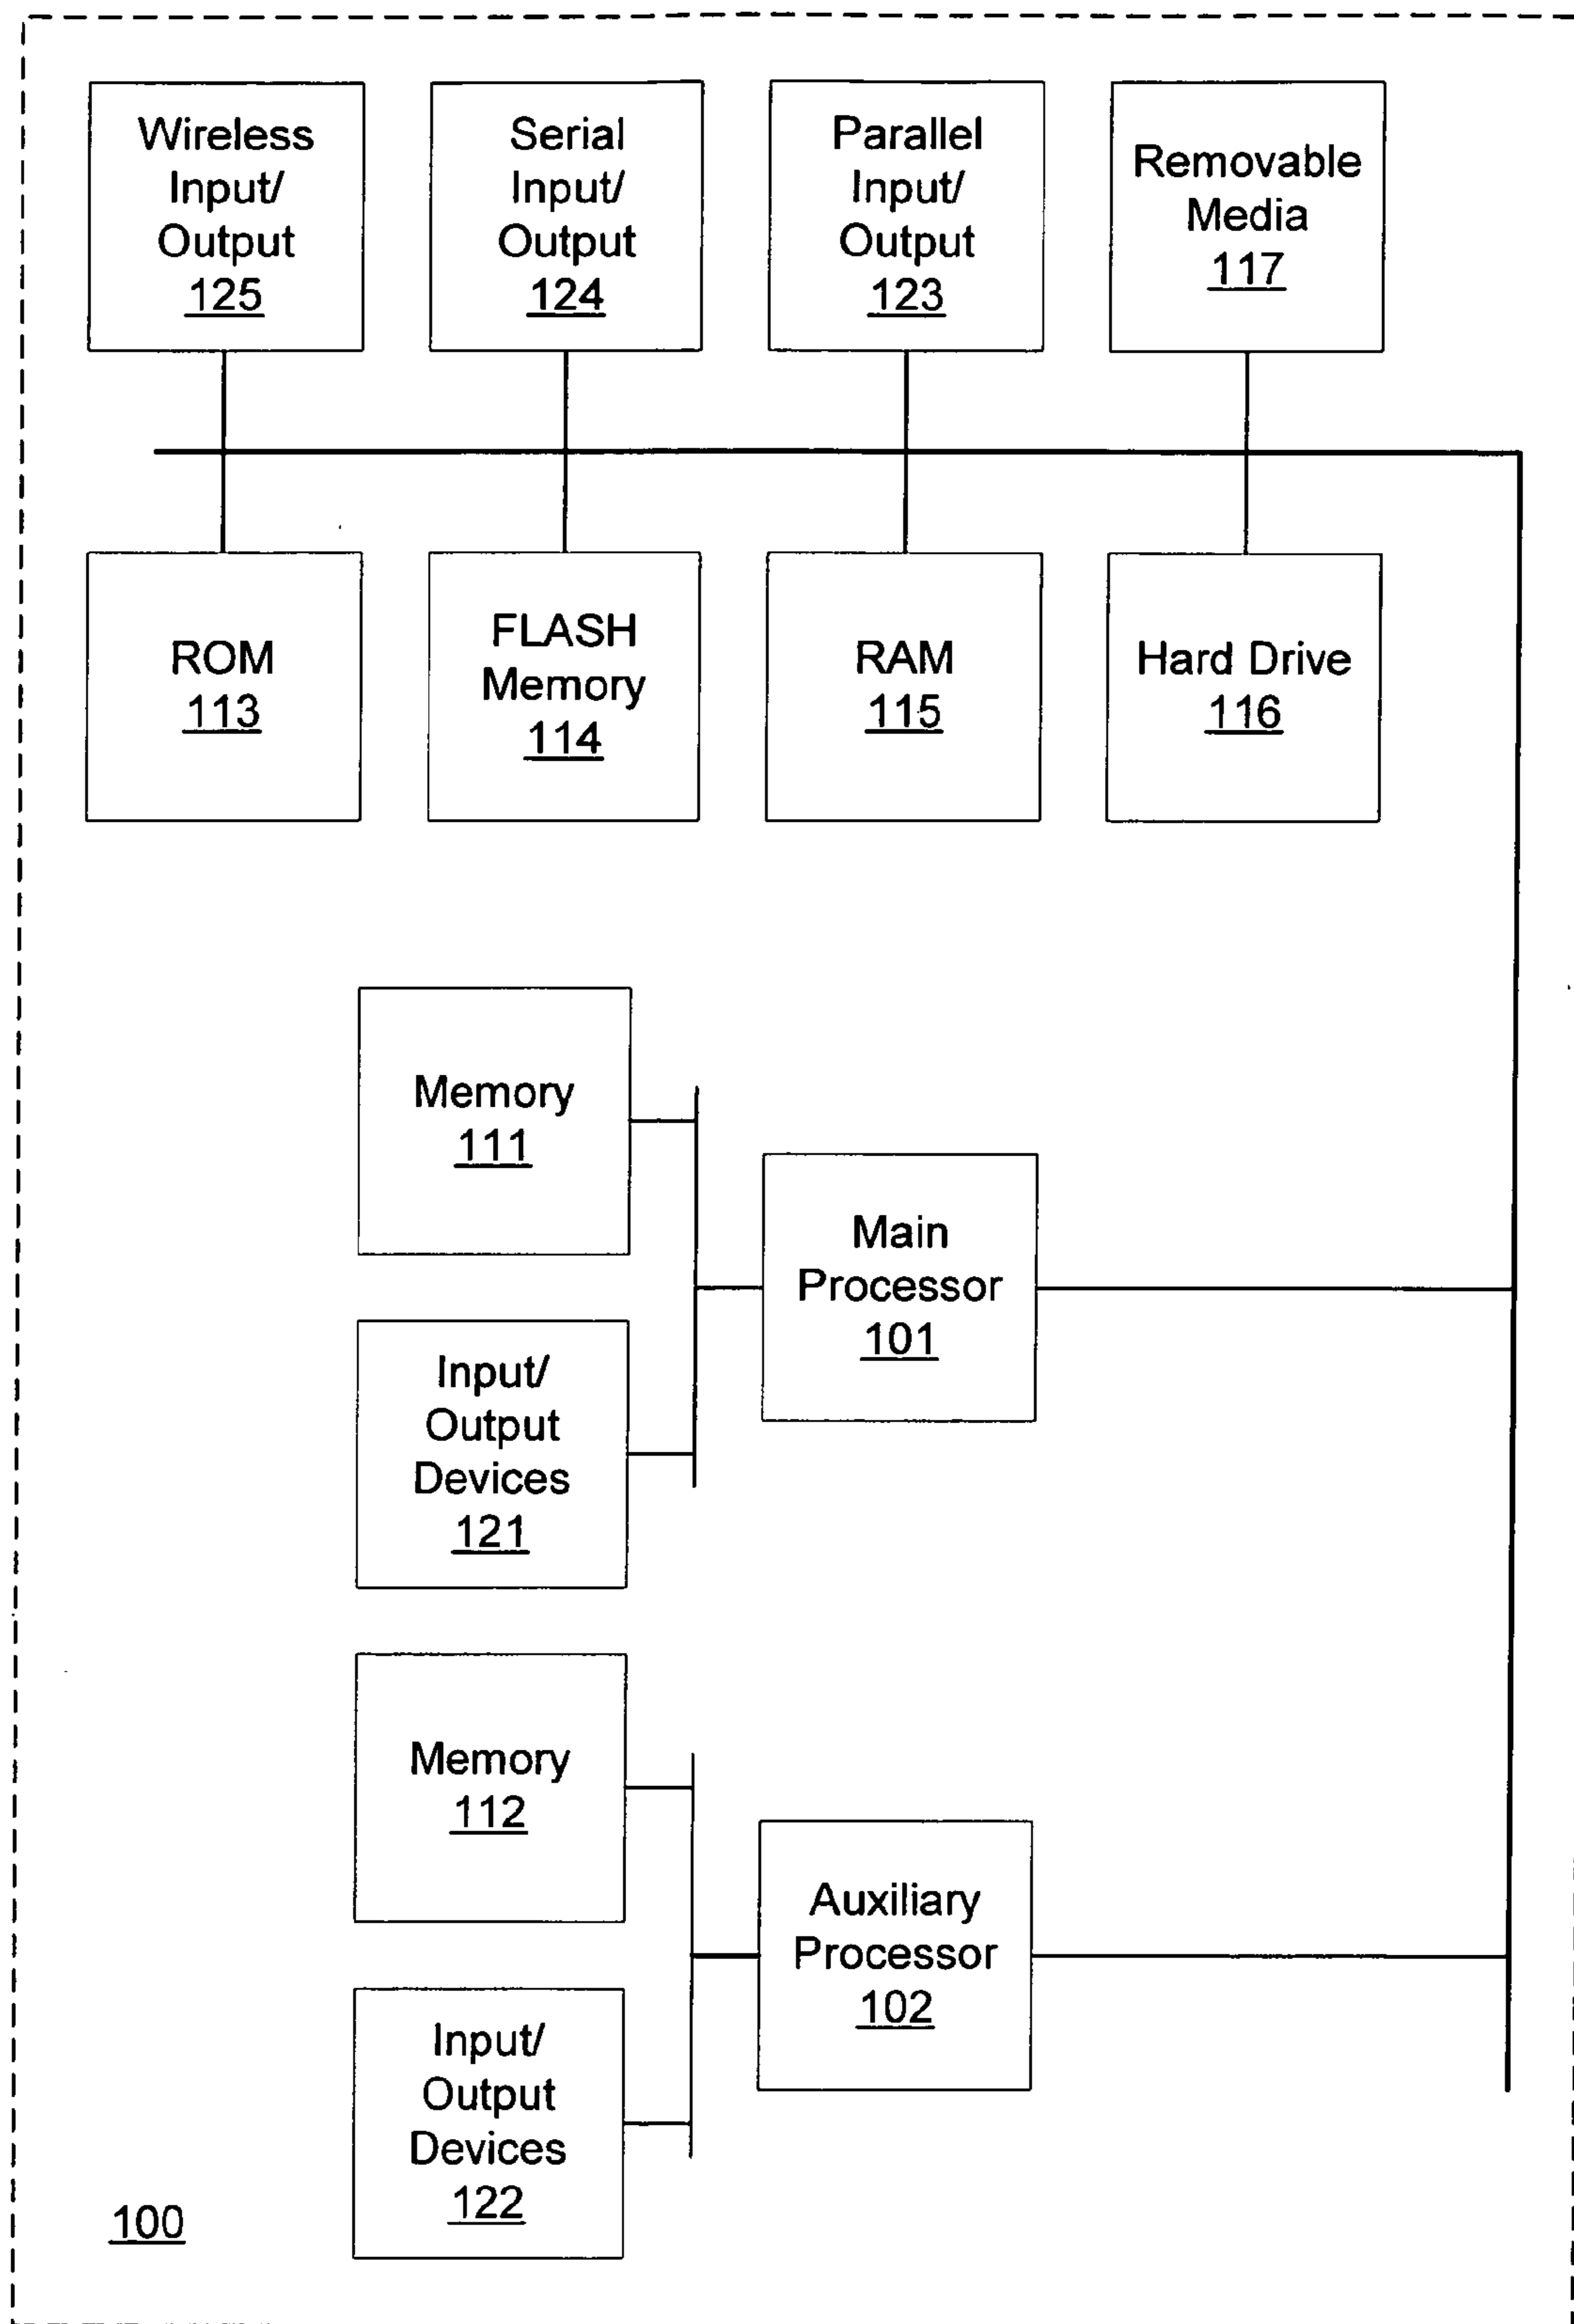 Wireless
Input/
Output
125
Serial
Input/
Output
124
Parallel
Input/
Output
123
Removable
Media
117
ROM
113
FLASH
Memory
114
RAM
115
Hard Drive
116
Memory
111
Main
Processor
101
Input/
Output
Devices
121
Memory
112
Auxiliary
Processor
102
Input/
Output
Devices
122
100